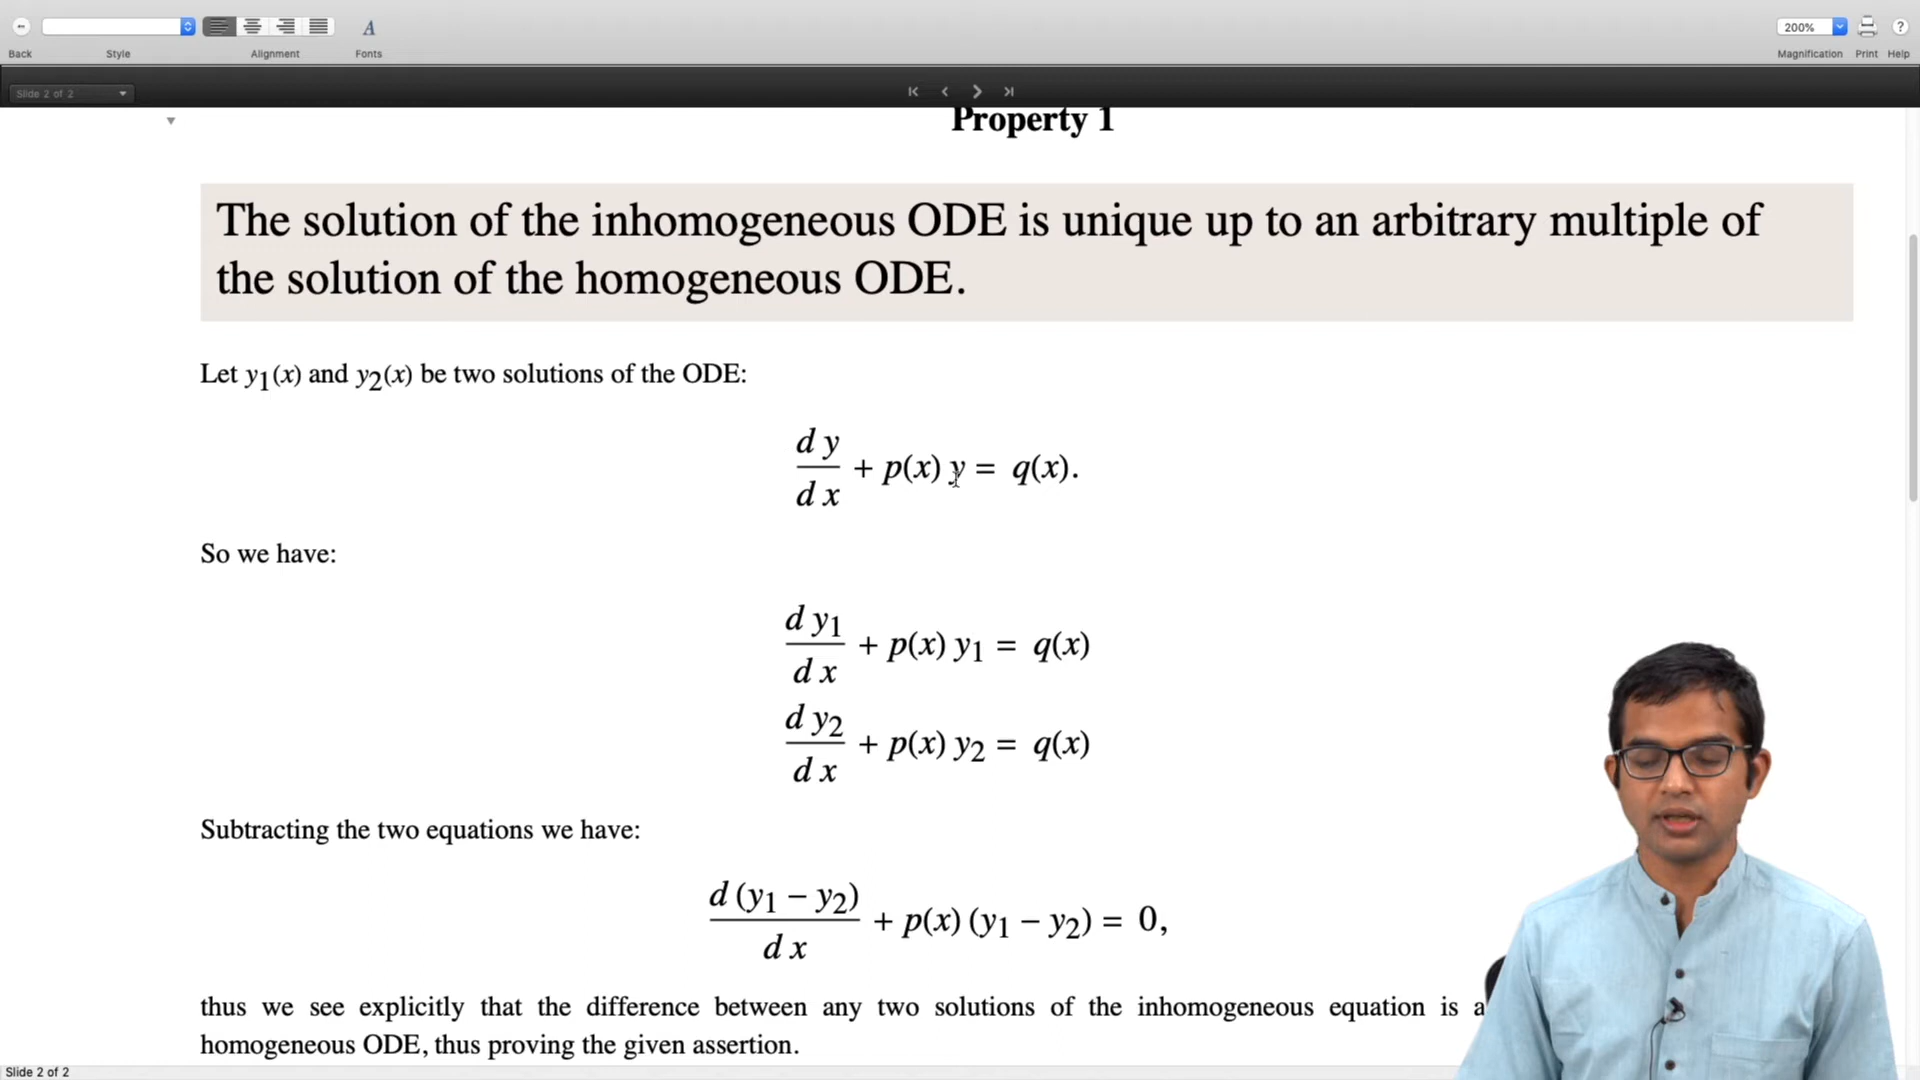 Back Style Alignment Fonts 200% Magnification Print Help
Slide 2 of 2
Property 1
The solution of the inhomogeneous ODE is unique up to an arbitrary multiple of
the solution of the homogeneous ODE.
Let y₁(x) and y₂(x) be two solutions of the ODE:
d y / d x + p(x) y = q(x).
So we have:
d y₁ / d x + p(x) y₁ = q(x)
d y₂ / d x + p(x) y₂ = q(x)
Subtracting the two equations we have:
d (y₁ − y₂) / d x + p(x) (y₁ − y₂) = 0,
thus we see explicitly that the difference between any two solutions of the inhomogeneous equation is a
homogeneous ODE, thus proving the given assertion.
Slide 2 of 2